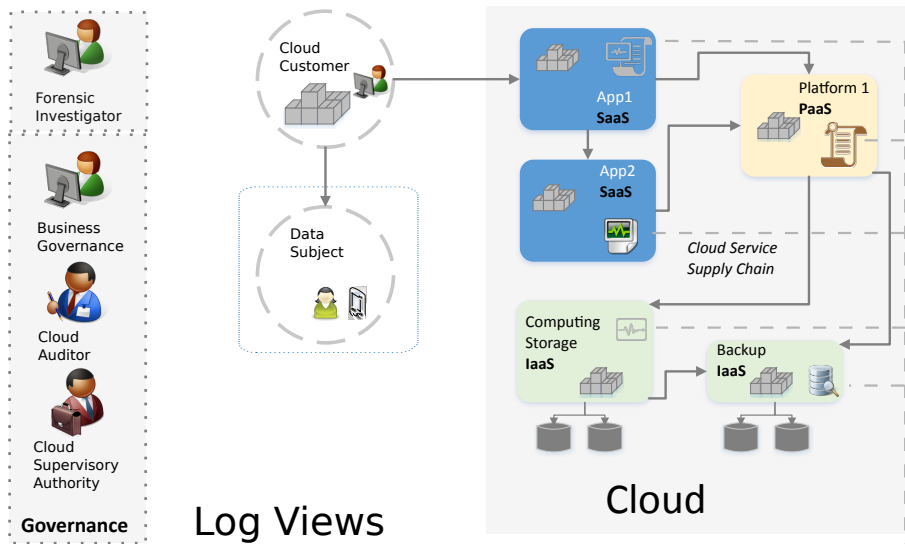 Forensic
Investigator
Business
Governance
Cloud
Auditor
Cloud
Supervisory
Authority
Governance
Cloud
Customer
Data
Subject
Log Views
App1
SaaS
App2
SaaS
Platform 1
PaaS
Cloud Service
Supply Chain
Computing
Storage
IaaS
Backup
IaaS
Cloud